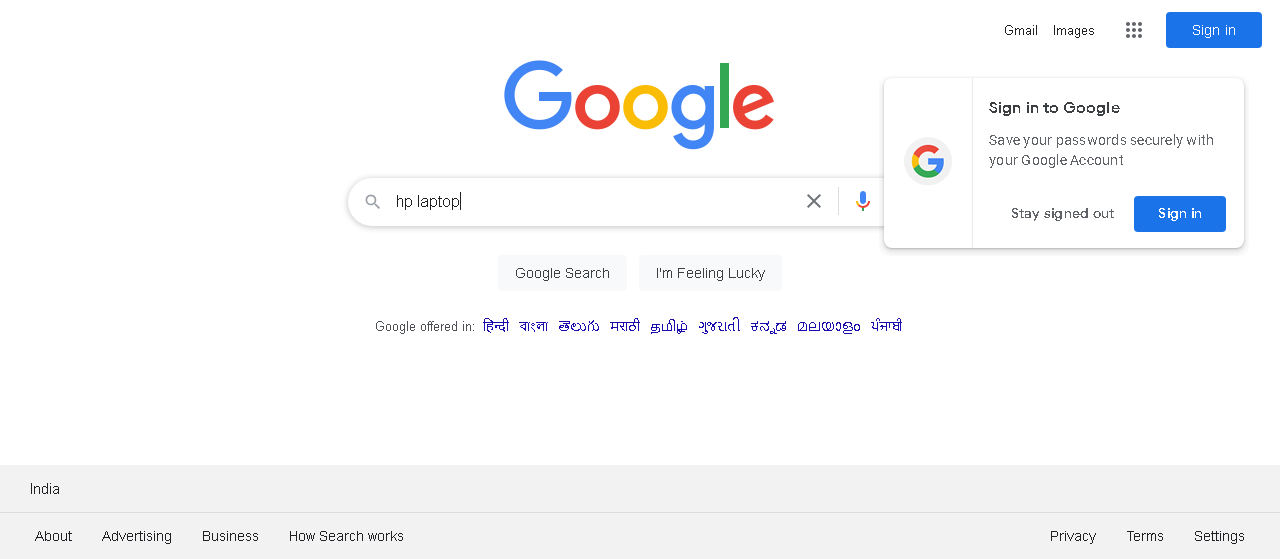 Gmail Images Sign in
Google
Sign in to Google
Save your passwords securely with
your Google Account
Stay signed out Sign in
hp laptop
Google Search I'm Feeling Lucky
Google offered in: हिन्दी বাংলা తెలుగు मराठी தமிழ் ગુજરાતી ಕನ್ನಡ മലയാളം ਪੰਜਾਬੀ
India
About Advertising Business How Search works Privacy Terms Settings